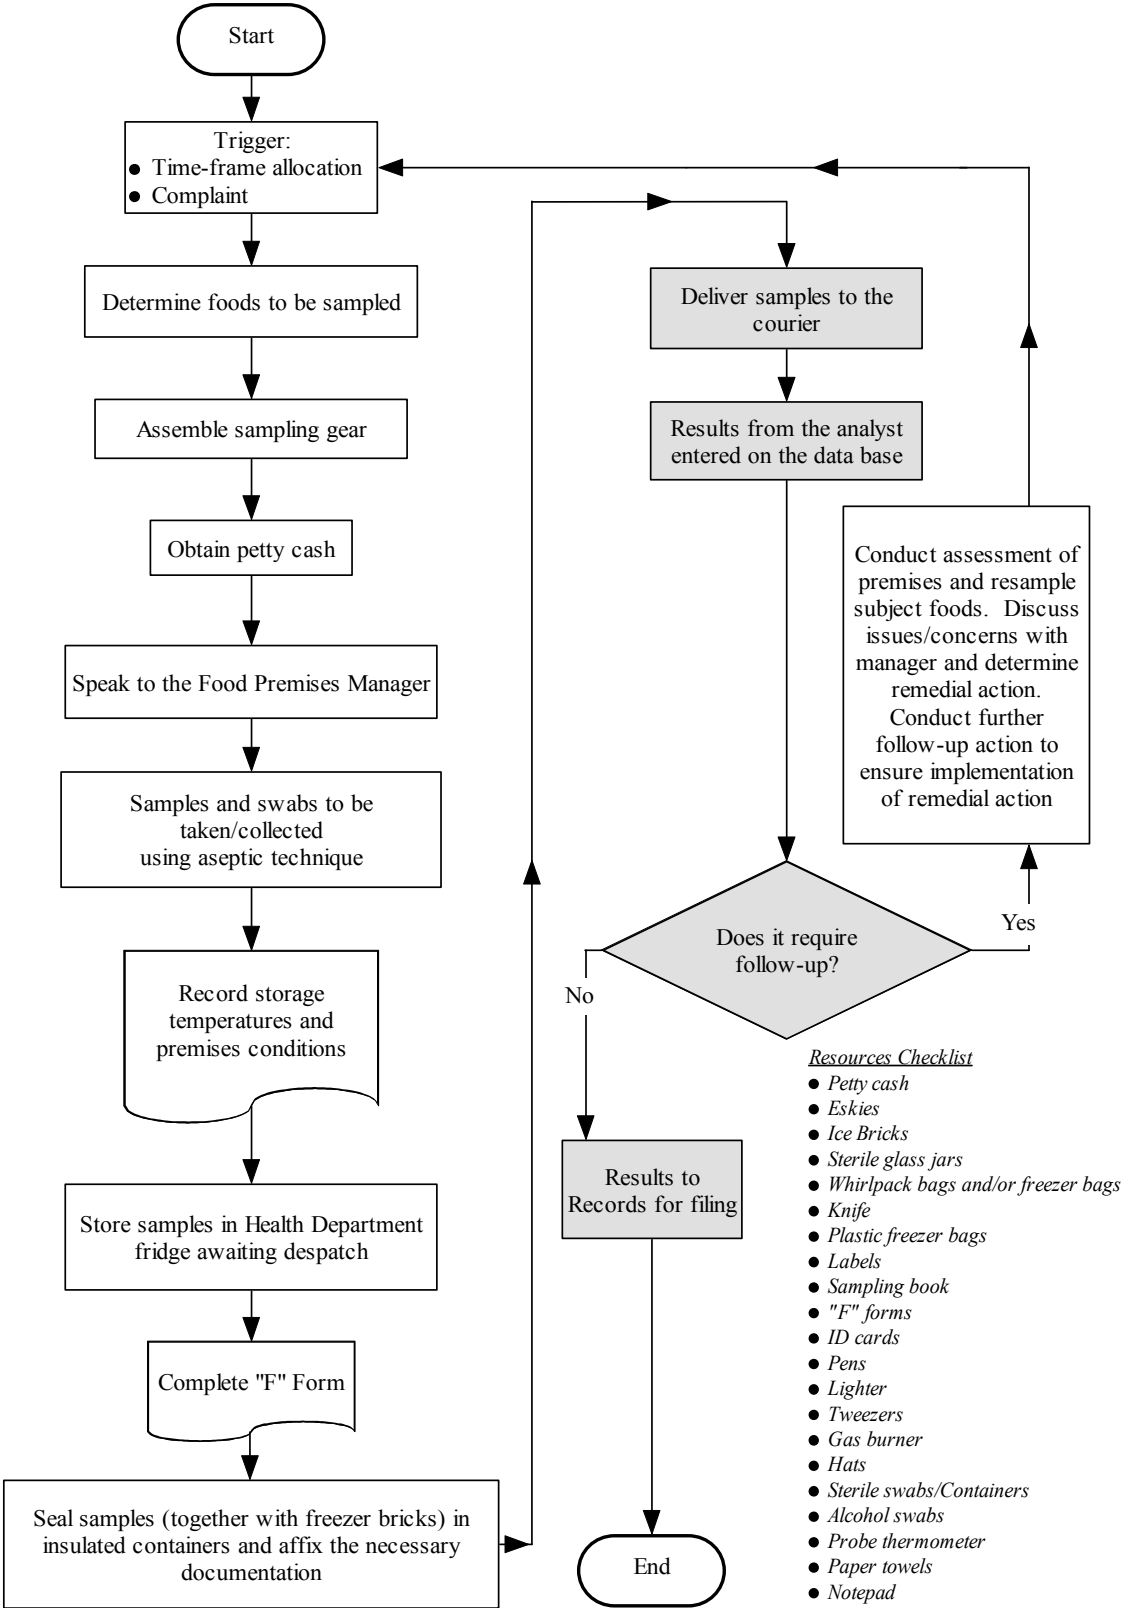 Start
Trigger:
● Time-frame allocation
● Complaint
Determine foods to be sampled
Assemble sampling gear
Obtain petty cash
Speak to the Food Premises Manager
Samples and swabs to be
taken/collected
using aseptic technique
Record storage
temperatures and
premises conditions
Store samples in Health Department
fridge awaiting despatch
Complete "F" Form
Seal samples (together with freezer bricks) in
insulated containers and affix the necessary
documentation
Deliver samples to the
courier
Results from the analyst
entered on the data base
Does it require
follow-up?
Yes
Conduct assessment of
premises and resample
subject foods. Discuss
issues/concerns with
manager and determine
remedial action.
Conduct further
follow-up action to
ensure implementation
of remedial action
No
Results to
Records for filing
End
Resources Checklist
● Petty cash
● Eskies
● Ice Bricks
● Sterile glass jars
● Whirlpack bags and/or freezer bags
● Knife
● Plastic freezer bags
● Labels
● Sampling book
● "F" forms
● ID cards
● Pens
● Lighter
● Tweezers
● Gas burner
● Hats
● Sterile swabs/Containers
● Alcohol swabs
● Probe thermometer
● Paper towels
● Notepad